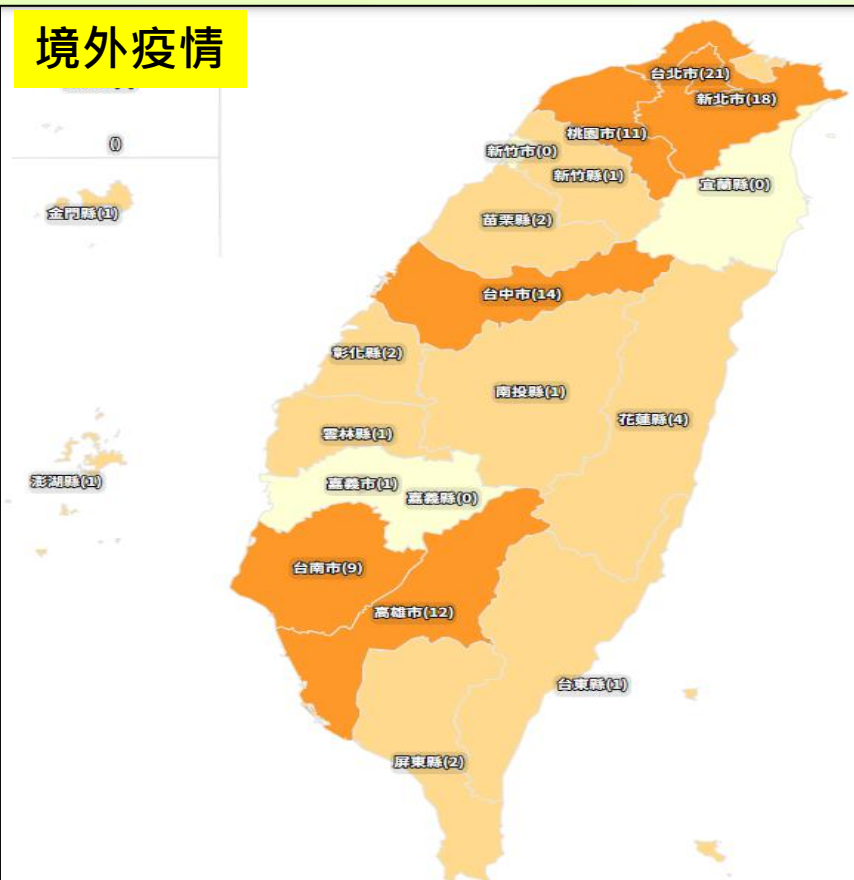 境外疫情
台北市(21)
新北市(18)
桃園市(11)
()
新竹市(0)
新竹縣(1)
宜蘭縣(0)
金門縣(1)
苗栗縣(2)
台中市(14)
彰化縣(2)
南投縣(1)
花蓮縣(4)
雲林縣(1)
澎湖縣(1)
嘉義市(1)
嘉義縣(0)
台南市(9)
高雄市(12)
台東縣(1)
屏東縣(2)